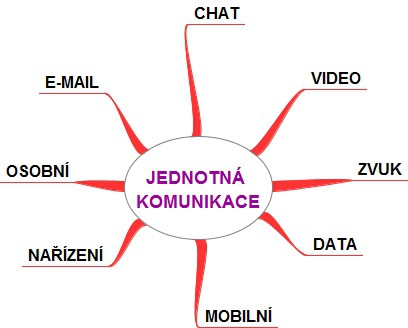 CHAT
E-MAIL
VIDEO
OSOBNÍ
JEDNOTNÁ
KOMUNIKACE
ZVUK
NAŘÍZENÍ
DATA
MOBILNÍ